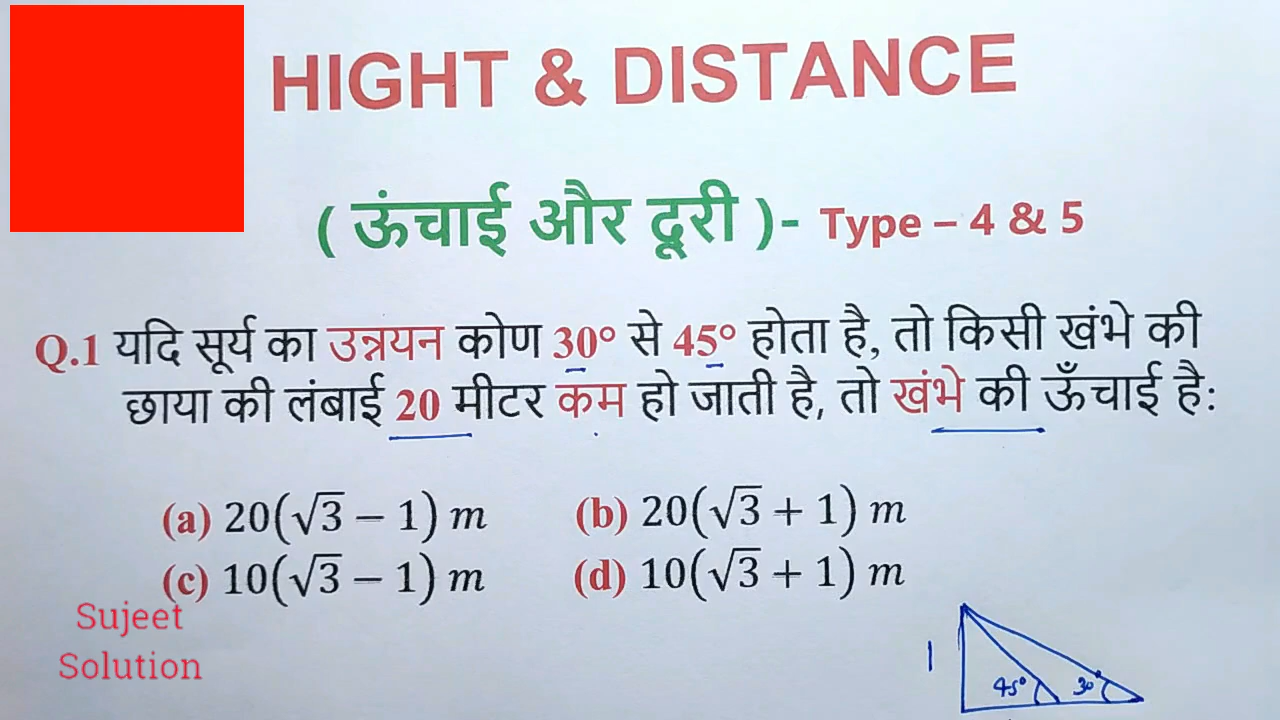 HIGHT & DISTANCE
( ऊंचाई और दूरी )- Type – 4 & 5
Q.1 यदि सूर्य का उन्नयन कोण 30° से 45° होता है, तो किसी खंभे की
छाया की लंबाई 20 मीटर कम हो जाती है, तो खंभे की ऊँचाई है:
(a) 20(√3 − 1) m (b) 20(√3 + 1) m
(c) 10(√3 − 1) m (d) 10(√3 + 1) m
Sujeet
Solution
1 45° 30